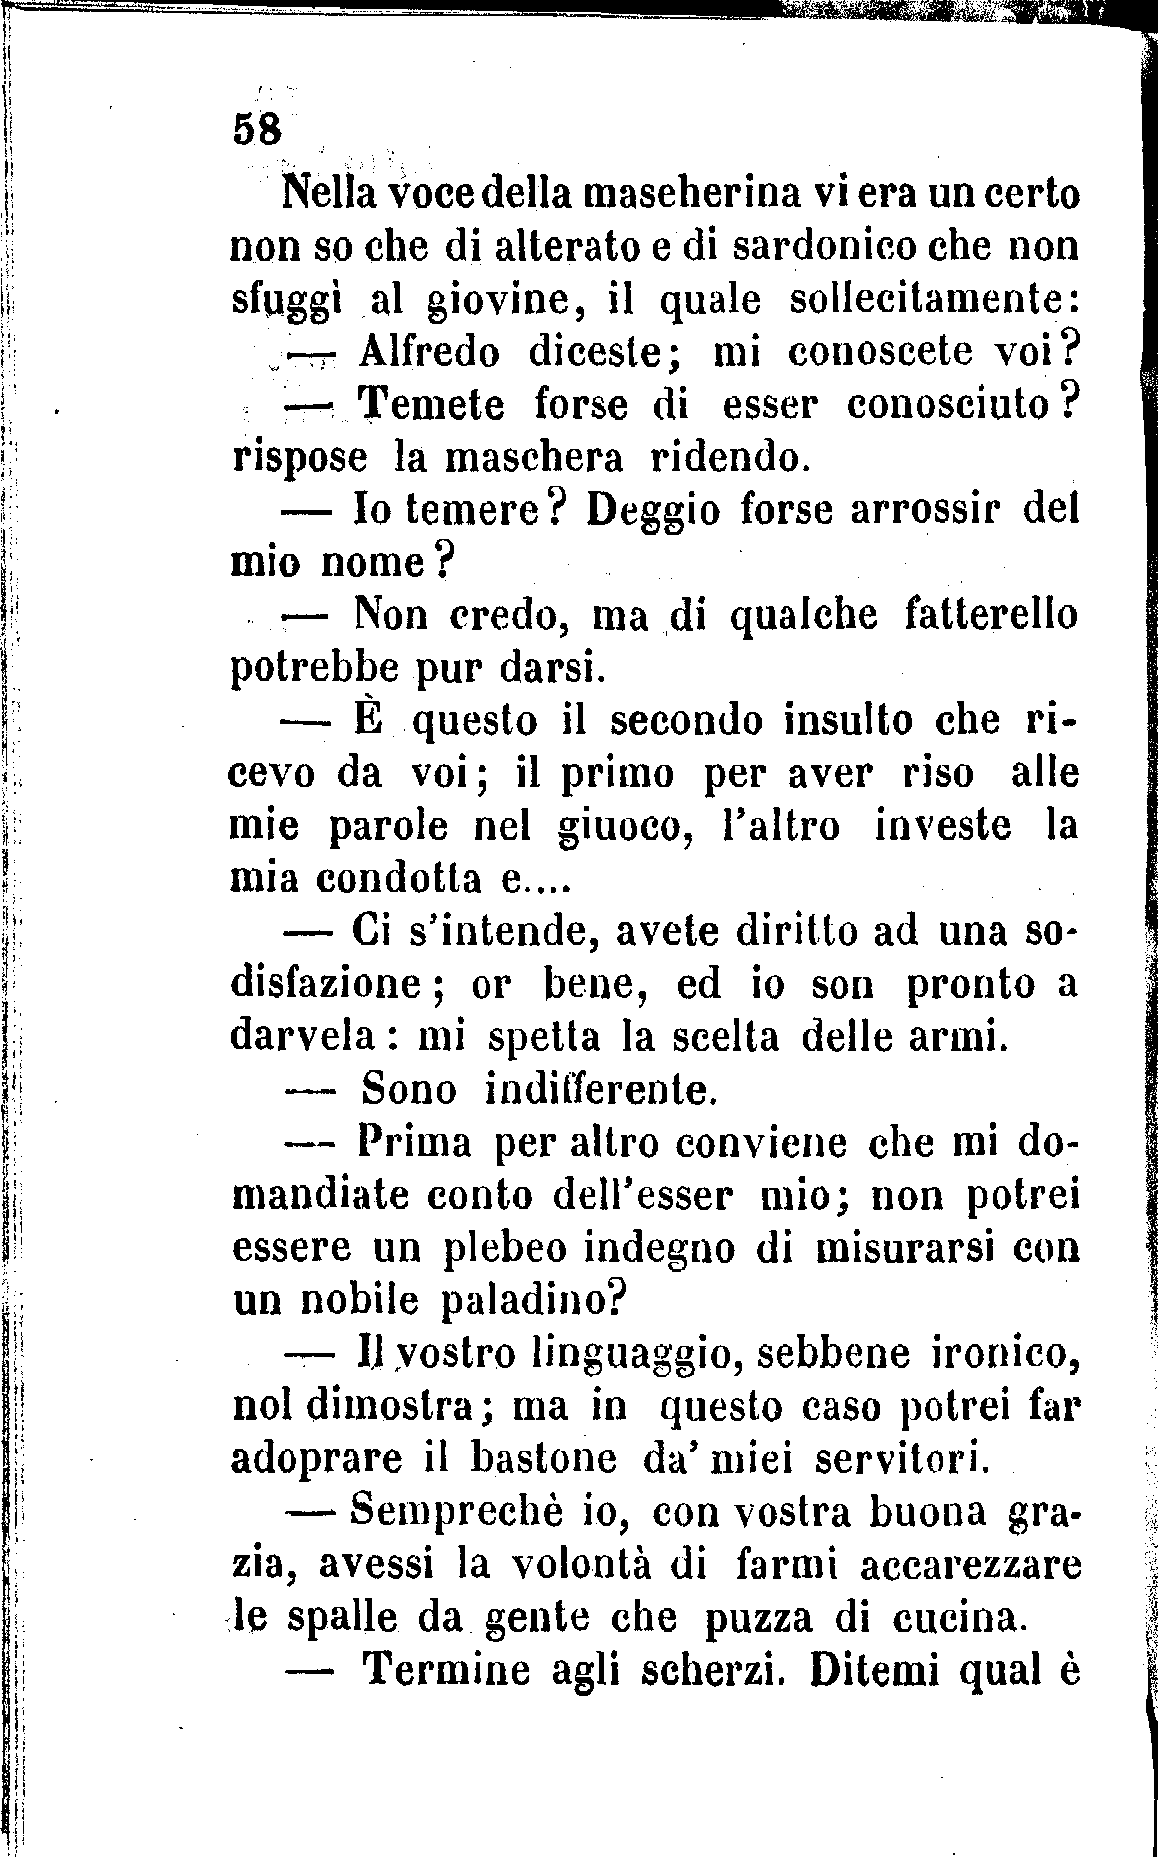 58
Nella voce della maseherina vi era un certo
non so che di alterato e di sardonico che non
sfuggì al giovine, il quale sollecitamente:
— Alfredo diceste; mi conoscete voi?
— Temete forse di esser conosciuto?
rispose la maschera ridendo.
— Io temere? Deggio forse arrossir del
mio nome?
— Non credo, ma di qualche fatterello
potrebbe pur darsi.
— È questo il secondo insulto che ri-
cevo da voi; il primo per aver riso alle
mie parole nel giuoco, l'altro investe la
mia condotta e....
— Ci s'intende, avete diritto ad una so-
disfazione; or bene, ed io son pronto a
darvela: mi spetta la scelta delle armi.
— Sono indifferente.
— Prima per altro conviene che mi do-
mandiate conto dell'esser mio; non potrei
essere un plebeo indegno di misurarsi con
un nobile paladino?
— Il vostro linguaggio, sebbene ironico,
nol dimostra; ma in questo caso potrei far
adoprare il bastone da' miei servitori.
— Semprechè io, con vostra buona gra-
zia, avessi la volontà di farmi accarezzare
le spalle da gente che puzza di cucina.
— Termine agli scherzi. Ditemi qual è